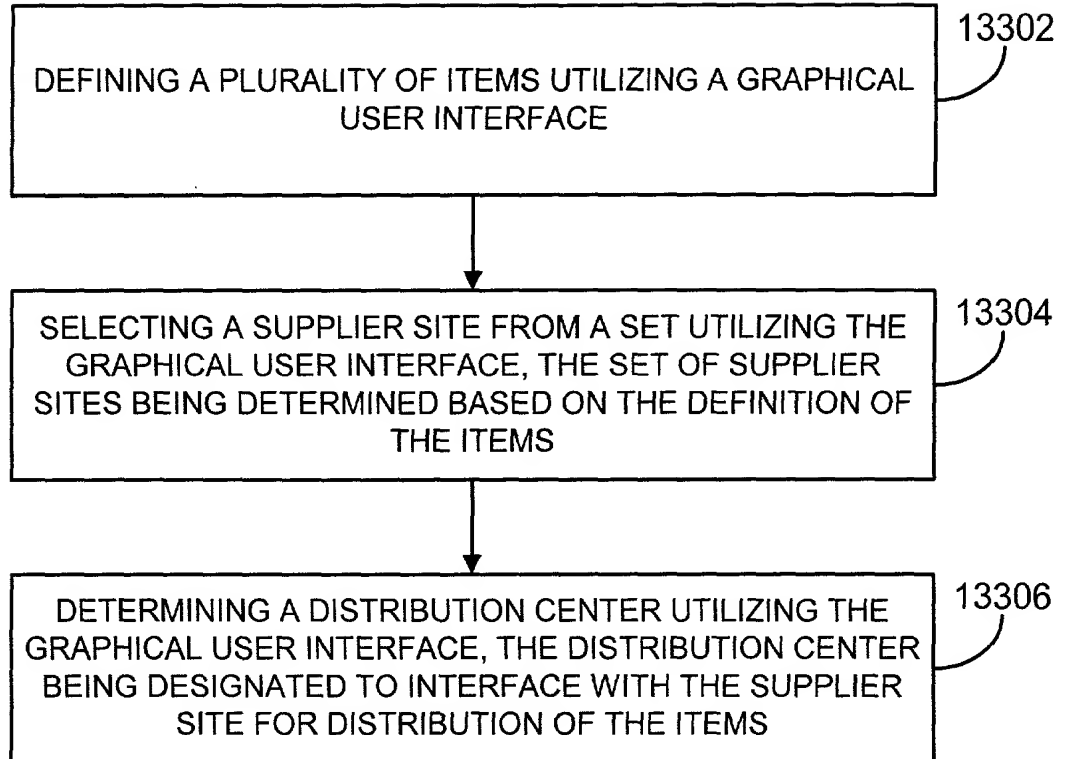 13302
DEFINING A PLURALITY OF ITEMS UTILIZING A GRAPHICAL
USER INTERFACE
13304
SELECTING A SUPPLIER SITE FROM A SET UTILIZING THE
GRAPHICAL USER INTERFACE, THE SET OF SUPPLIER
SITES BEING DETERMINED BASED ON THE DEFINITION OF
THE ITEMS
13306
DETERMINING A DISTRIBUTION CENTER UTILIZING THE
GRAPHICAL USER INTERFACE, THE DISTRIBUTION CENTER
BEING DESIGNATED TO INTERFACE WITH THE SUPPLIER
SITE FOR DISTRIBUTION OF THE ITEMS